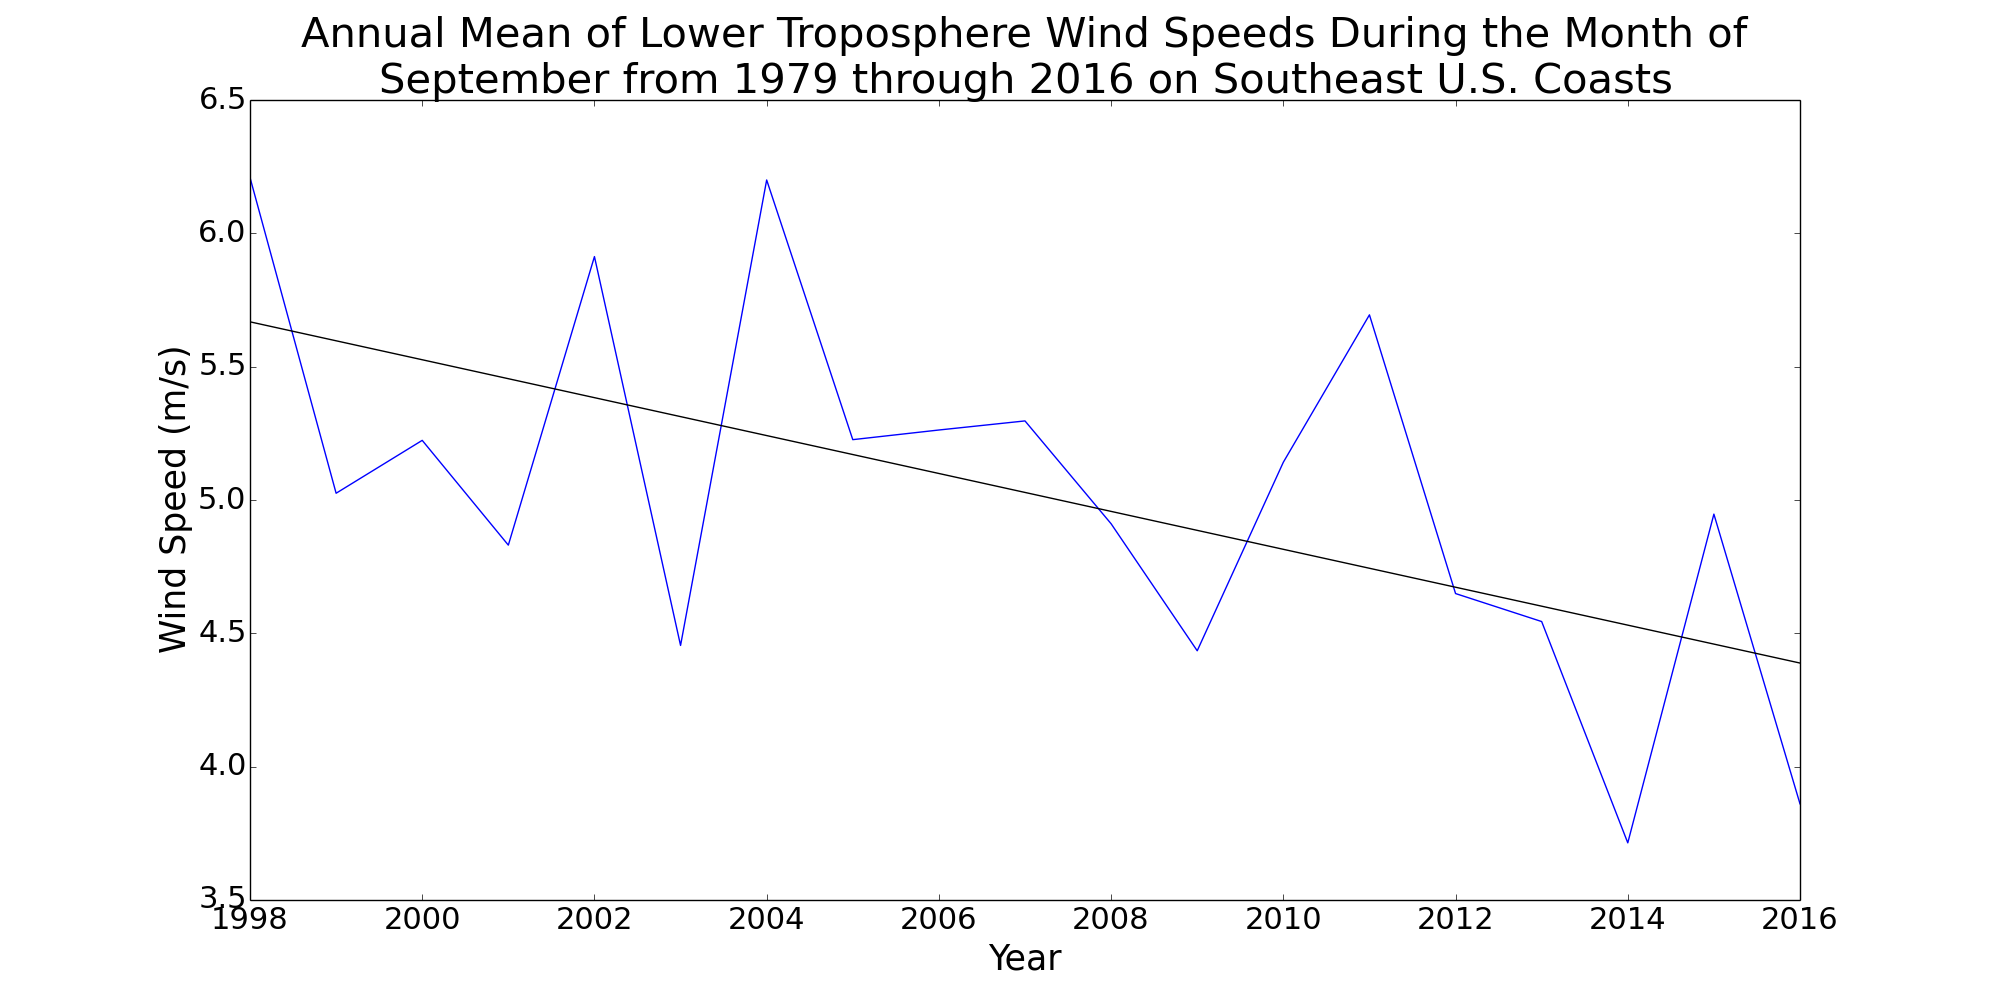 Annual Mean of Lower Troposphere Wind Speeds During the Month of
September from 1979 through 2016 on Southeast U.S. Coasts
6.5
6.0
5.5
5.0
4.5
4.0
3.5
Wind Speed (m/s)
1998 2000 2002 2004 2006 2008 2010 2012 2014 2016
Year